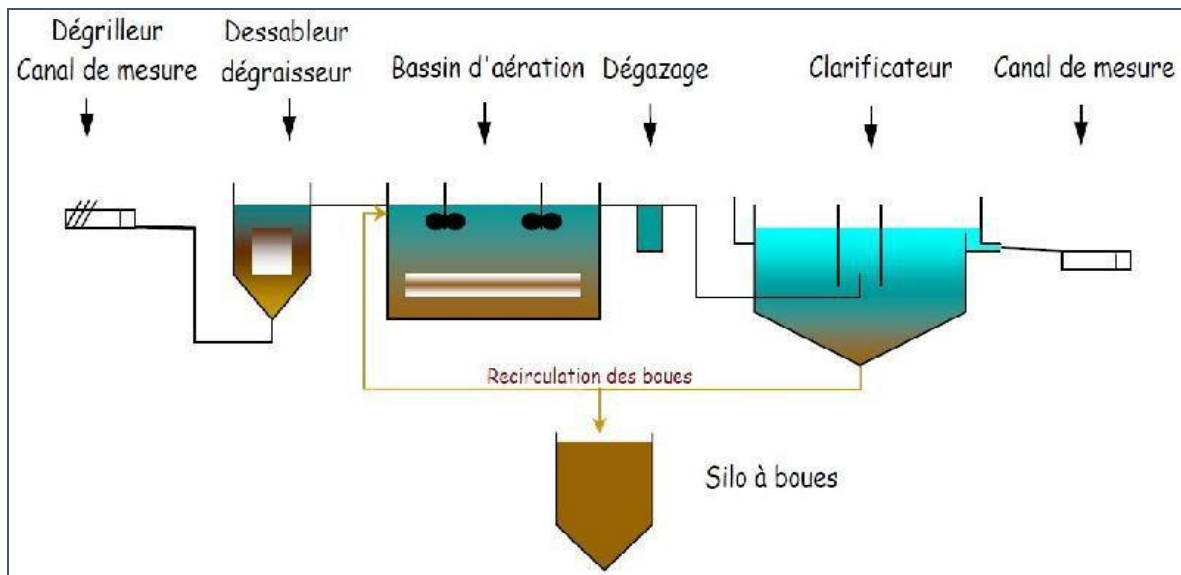 Dégrilleur
Canal de mesure
Dessableur
dégraisseur
Bassin d'aération
Dégazage
Clarificateur
Canal de mesure
Recirculation des boues
Silo à boues